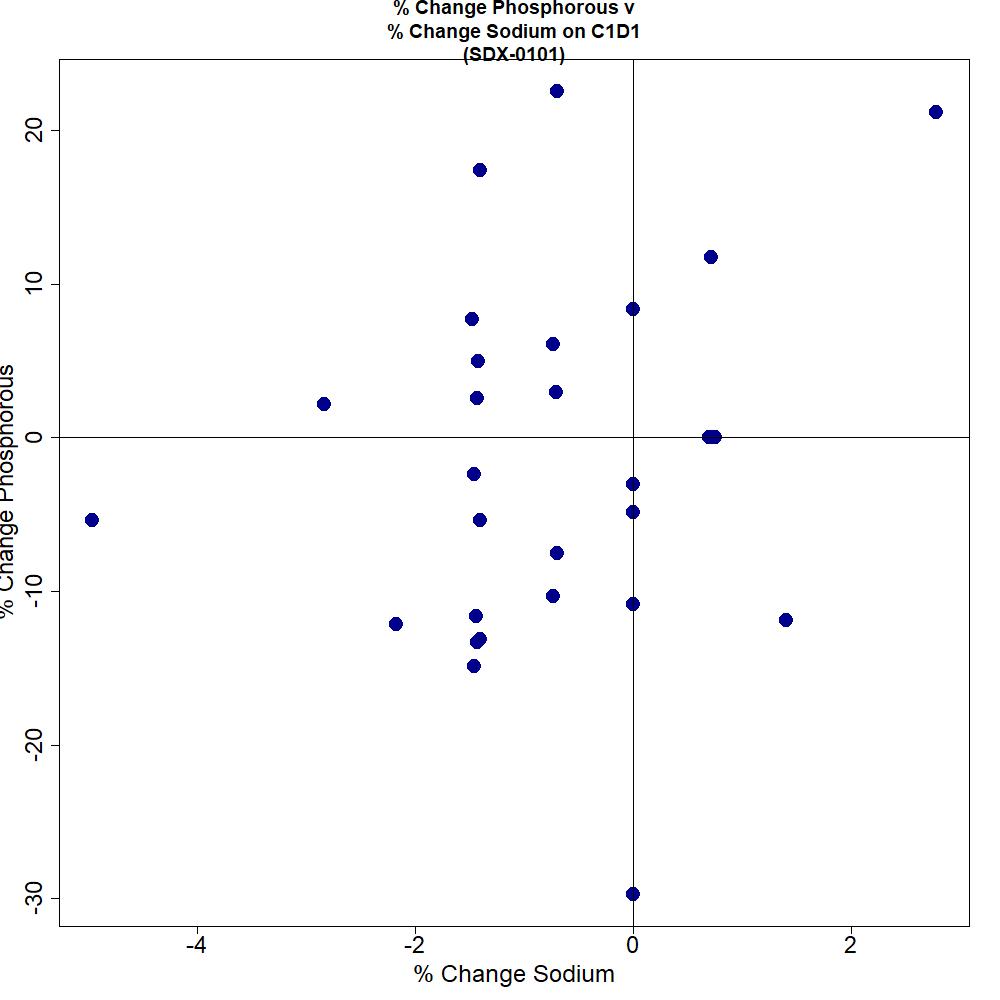 % Change Phosphorous v
% Change Sodium on C1D1
(SDX-0101)
% Change Phosphorous
20
10
0
-10
-20
-30
-4
-2
0
2
% Change Sodium